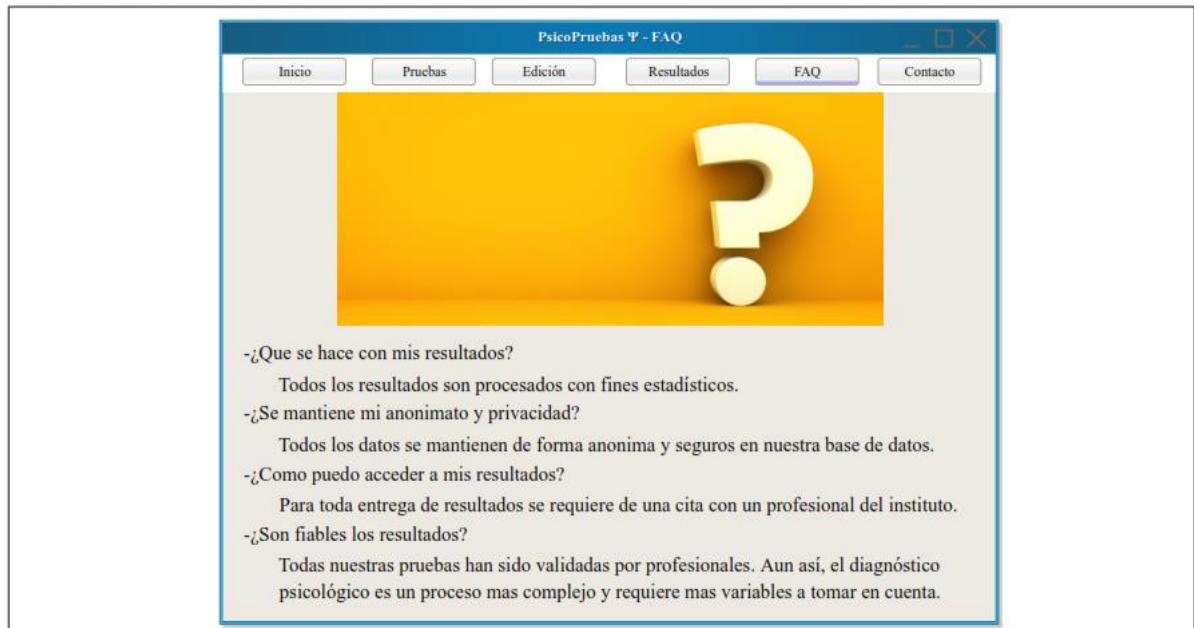 PsicoPruebas Ψ - FAQ
Inicio Pruebas Edición Resultados FAQ Contacto
-¿Que se hace con mis resultados?
Todos los resultados son procesados con fines estadísticos.
-¿Se mantiene mi anonimato y privacidad?
Todos los datos se mantienen de forma anonima y seguros en nuestra base de datos.
-¿Como puedo acceder a mis resultados?
Para toda entrega de resultados se requiere de una cita con un profesional del instituto.
-¿Son fiables los resultados?
Todas nuestras pruebas han sido validadas por profesionales. Aun así, el diagnóstico
psicológico es un proceso mas complejo y requiere mas variables a tomar en cuenta.